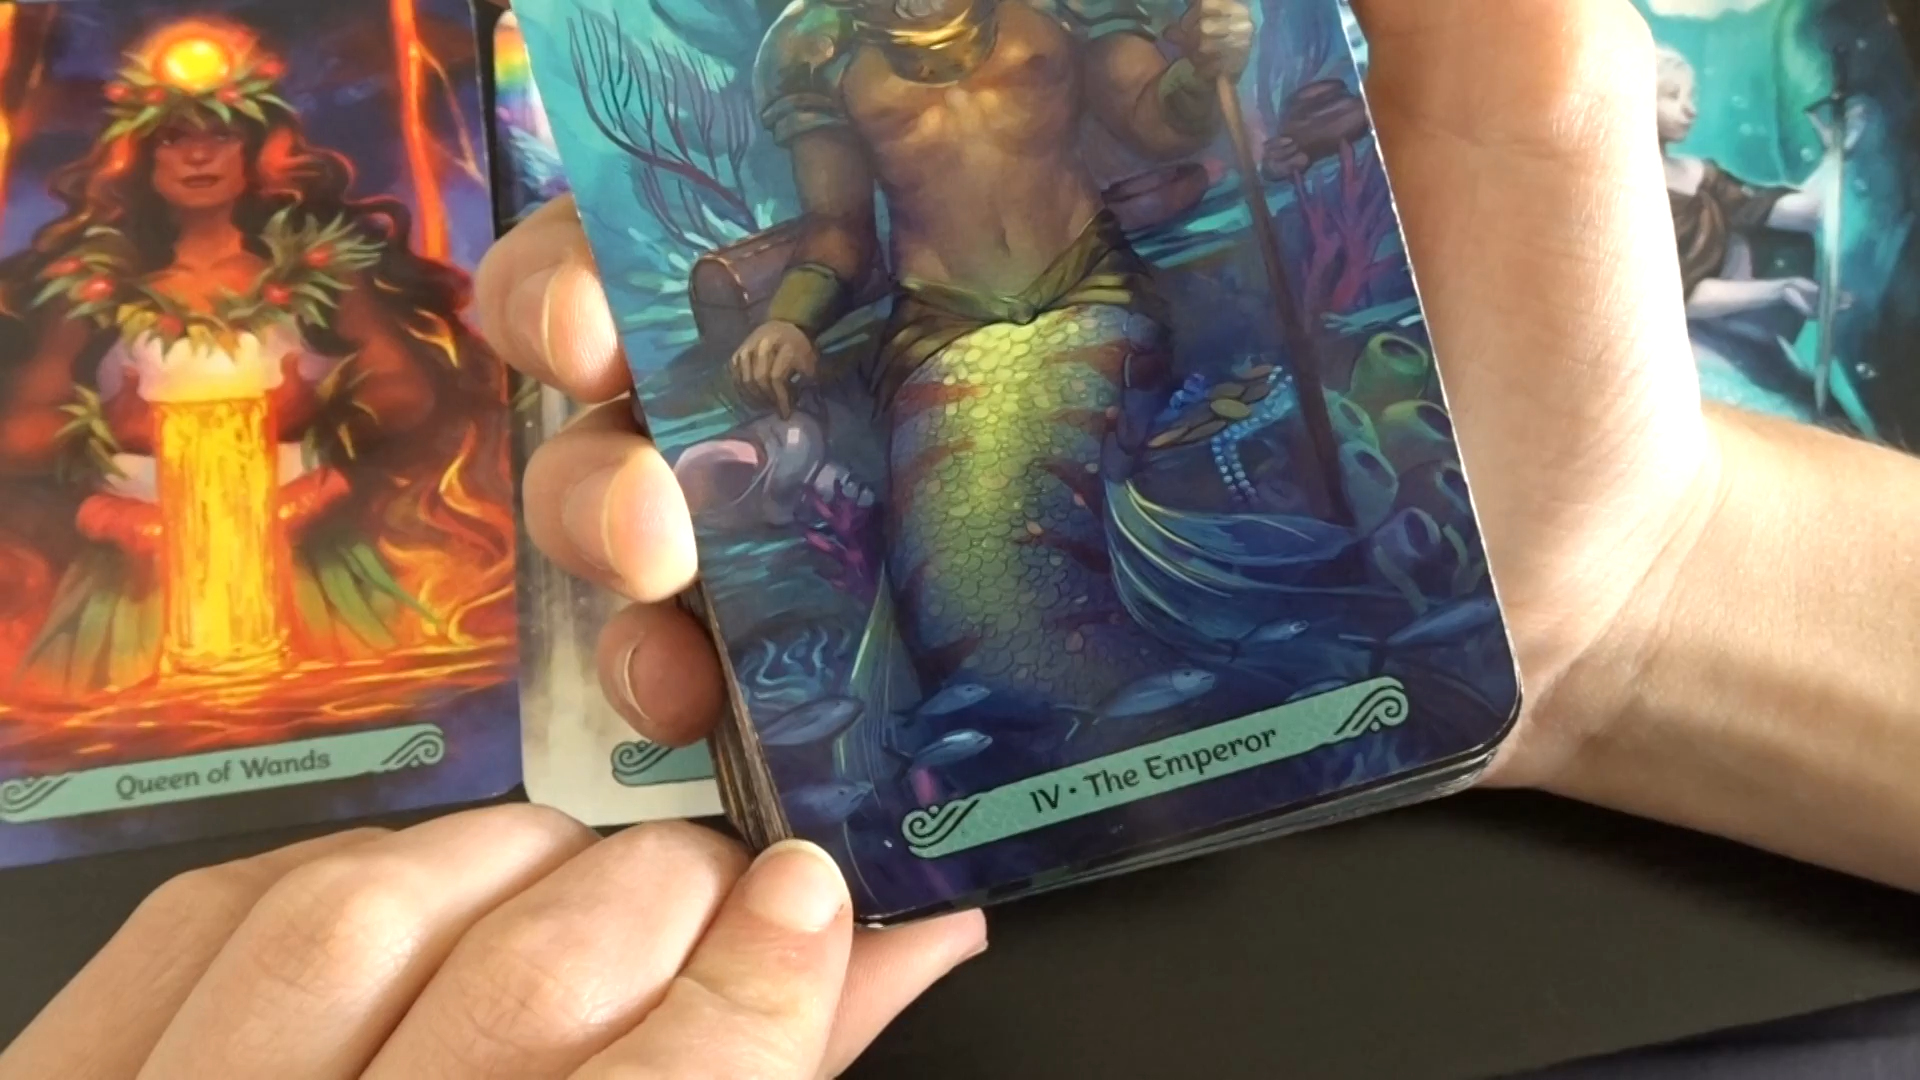 Queen of Wands
IV • The Emperor